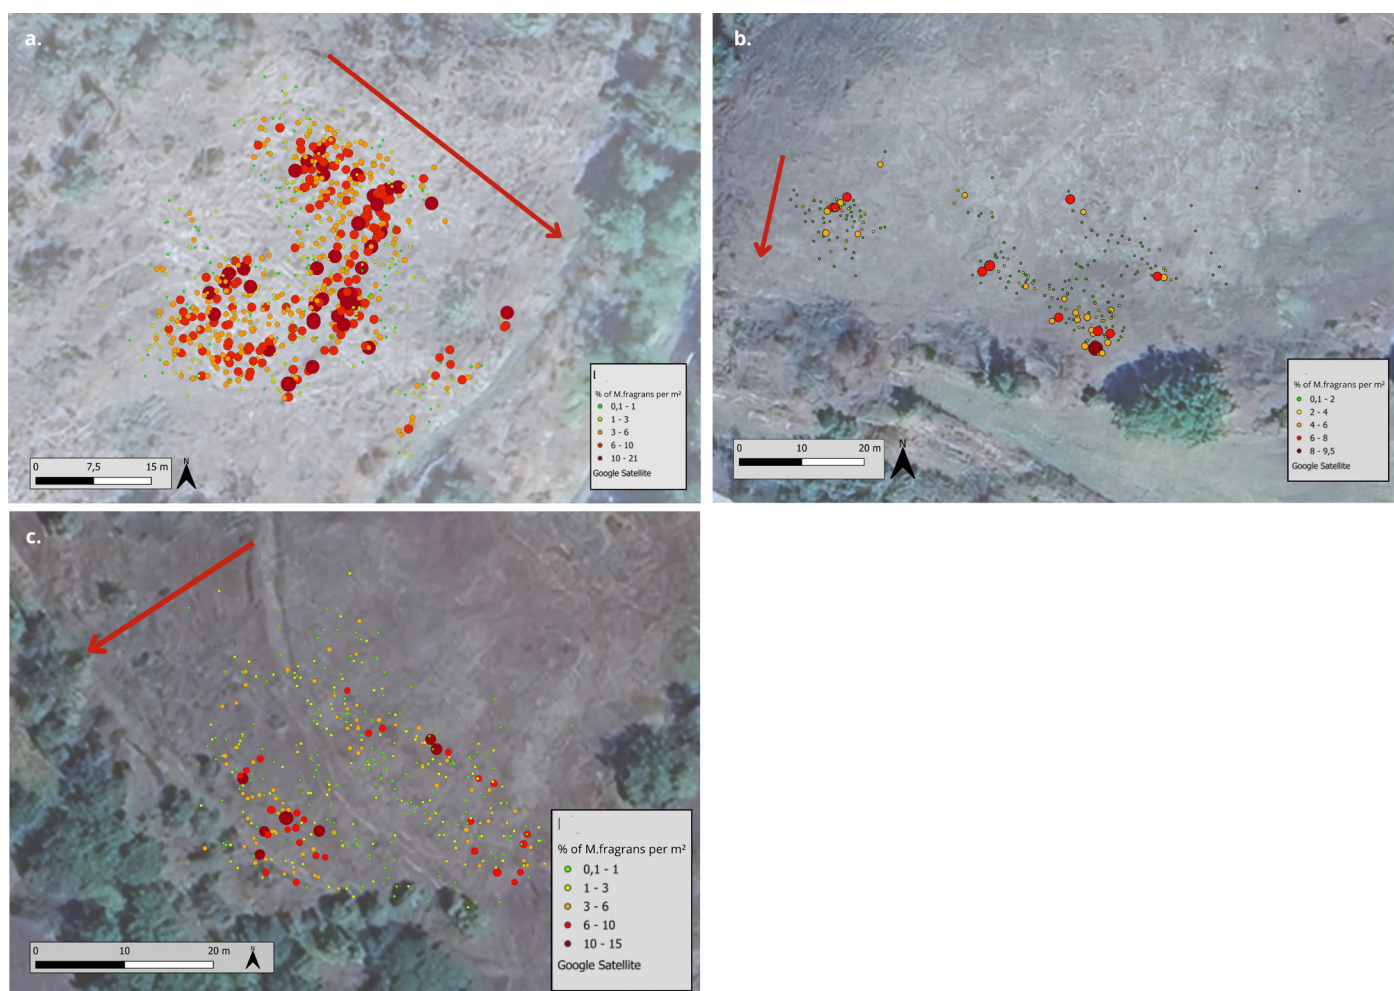 a.
% of M.fragrans per m²
0,1 - 1
1 - 3
3 - 6
6 - 10
10 - 21
Google Satellite
0 7,5 15 m
N
b.
% of M.fragrans per m²
0,1 - 2
2 - 4
4 - 6
6 - 8
8 - 9,5
Google Satellite
0 10 20 m
N
c.
% of M.fragrans per m²
0,1 - 1
1 - 3
3 - 6
6 - 10
10 - 15
Google Satellite
0 10 20 m
N